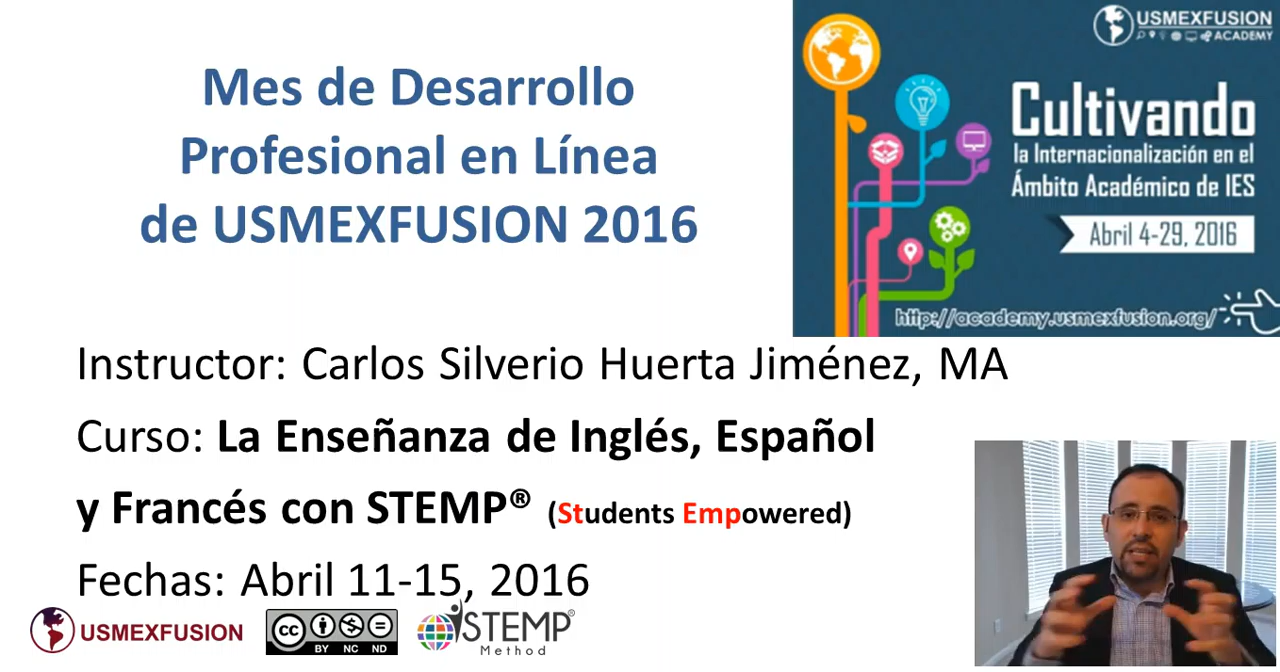 Mes de Desarrollo
Profesional en Línea
de USMEXFUSION 2016
USMEXFUSION
ACADEMY
Cultivando
la Internacionalización en el
Ámbito Académico de IES
Abril 4-29, 2016
http://academy.usmexfusion.org/
Instructor: Carlos Silverio Huerta Jiménez, MA
Curso: La Enseñanza de Inglés, Español
y Francés con STEMP® (Students Empowered)
Fechas: Abril 11-15, 2016
USMEXFUSION
cc
BY NC ND
STEMP®
Method